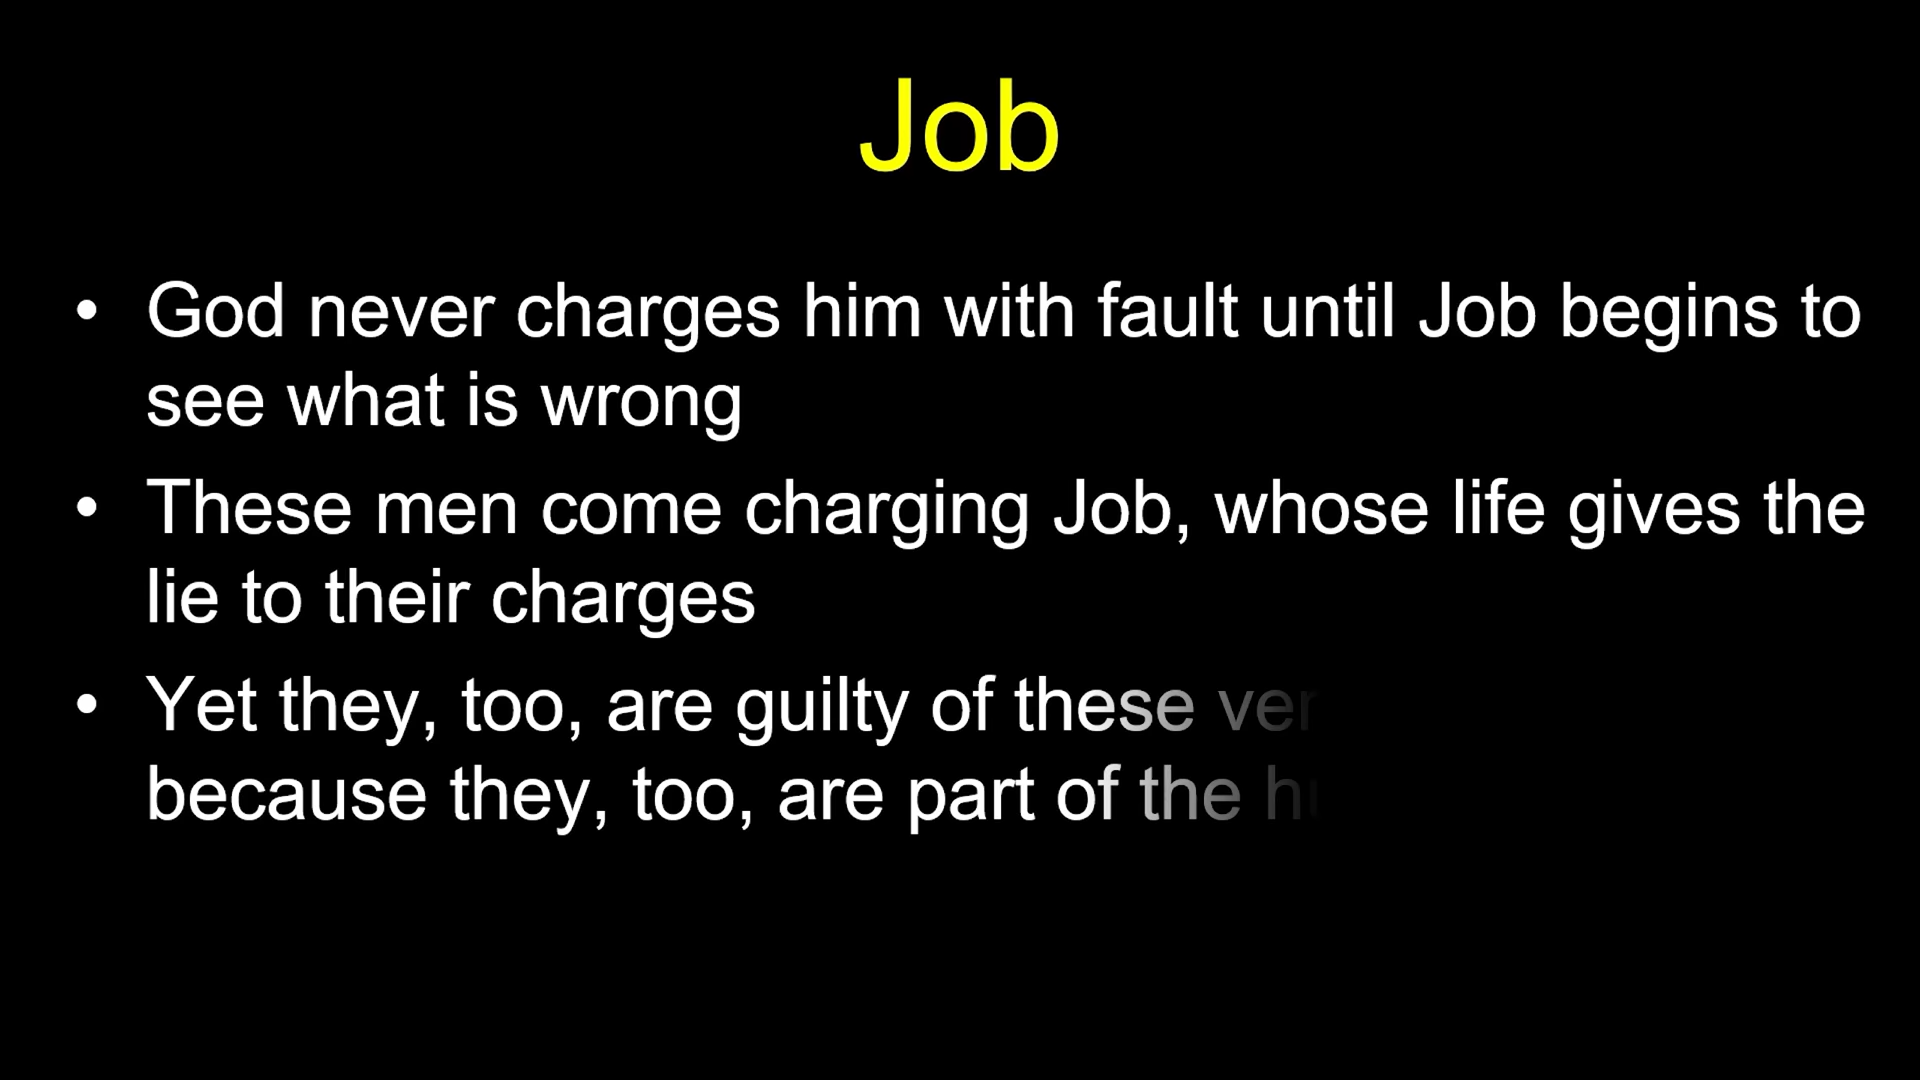 Job
• God never charges him with fault until Job begins to
see what is wrong
• These men come charging Job, whose life gives the
lie to their charges
• Yet they, too, are guilty of these
because they, too, are part of the